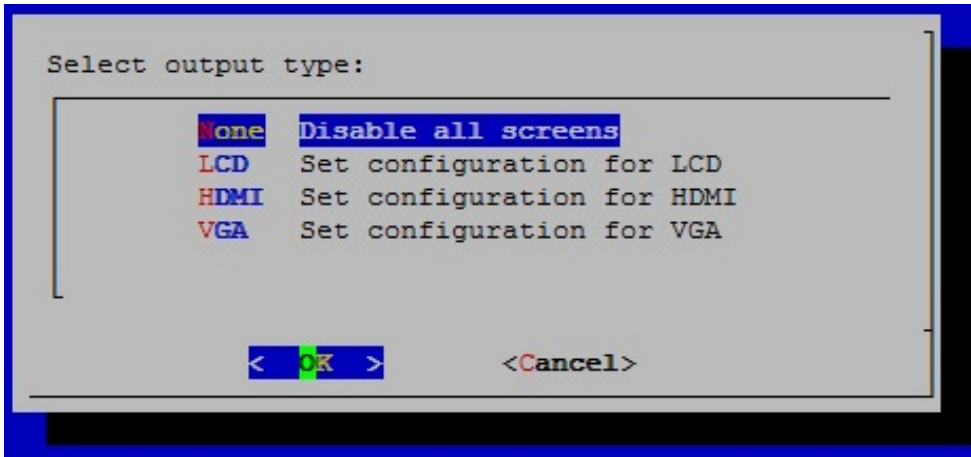 Select output type:
None Disable all screens
LCD Set configuration for LCD
HDMI Set configuration for HDMI
VGA Set configuration for VGA
< OK > <Cancel>